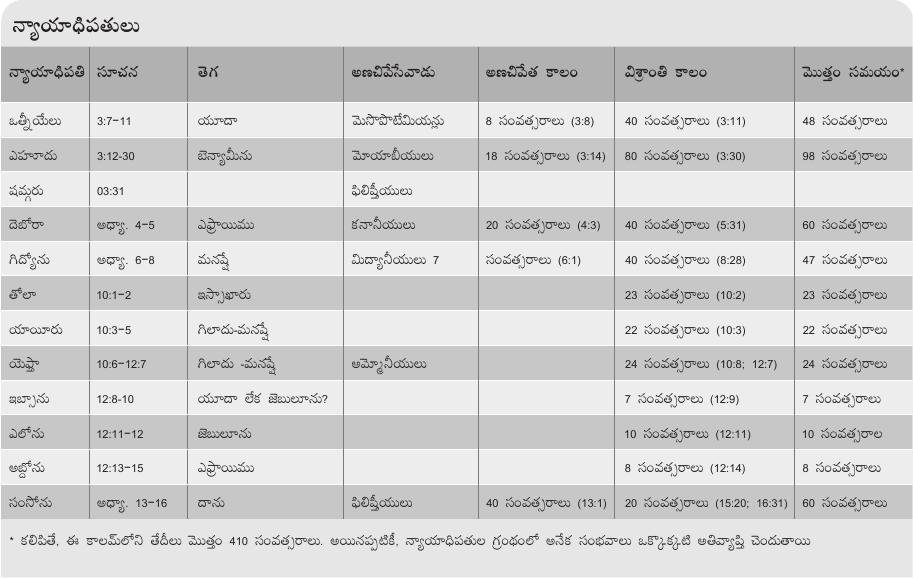 న్యాయాధిపతులు
న్యాయాధిపతి సూచన తెగ అణచివేసేవాడు అణచివేత కాలం విశ్రాంతి కాలం మొత్తం సమయం*
ఒత్నీయేలు 3:7–11 యూదా మెసొపొటేమియన్లు 8 సంవత్సరాలు (3:8) 40 సంవత్సరాలు (3:11) 48 సంవత్సరాలు
ఎహూదు 3:12-30 బెన్యామీను మోయాబీయులు 18 సంవత్సరాలు (3:14) 80 సంవత్సరాలు (3:30) 98 సంవత్సరాలు
షమ్గరు 03:31 ఫిలిష్తీయులు
దెబోరా అధ్యా. 4–5 ఎఫ్రాయిము కనానీయులు 20 సంవత్సరాలు (4:3) 40 సంవత్సరాలు (5:31) 60 సంవత్సరాలు
గిద్యోను అధ్యా. 6–8 మనష్షే మిద్యానీయులు 7 సంవత్సరాలు (6:1) 40 సంవత్సరాలు (8:28) 47 సంవత్సరాలు
తోలా 10:1–2 ఇస్సాఖారు 23 సంవత్సరాలు (10:2) 23 సంవత్సరాలు
యాయీరు 10:3–5 గిలాదు-మనష్షే 22 సంవత్సరాలు (10:3) 22 సంవత్సరాలు
యెఫ్తా 10:6–12:7 గిలాదు -మనష్షే అమ్మోనీయులు 24 సంవత్సరాలు (10:8; 12:7) 24 సంవత్సరాలు
ఇబ్సాను 12:8-10 యూదా లేక జెబులూను? 7 సంవత్సరాలు (12:9) 7 సంవత్సరాలు
ఎలోను 12:11–12 జెబులూను 10 సంవత్సరాలు (12:11) 10 సంవత్సరాల
అబ్దోను 12:13–15 ఎఫ్రాయిము 8 సంవత్సరాలు (12:14) 8 సంవత్సరాలు
సంసోను అధ్యా. 13–16 దాను ఫిలిష్తీయులు 40 సంవత్సరాలు (13:1) 20 సంవత్సరాలు (15:20; 16:31) 60 సంవత్సరాలు
* కలిపితే, ఈ కాలమ్‌లోని తేదీలు మొత్తం 410 సంవత్సరాలు. అయినప్పటికీ, న్యాయాధిపతుల గ్రంథంలో అనేక సంభవాలు ఒక్కొక్కటి అతివ్యాప్తి చెందుతాయి